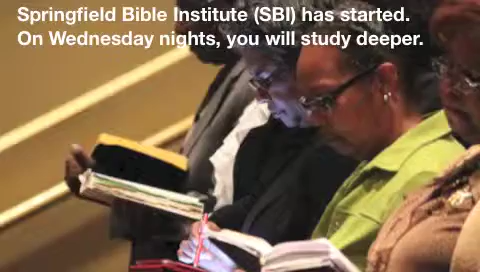 Springfield Bible Institute (SBI) has started.
On Wednesday nights, you will study deeper.